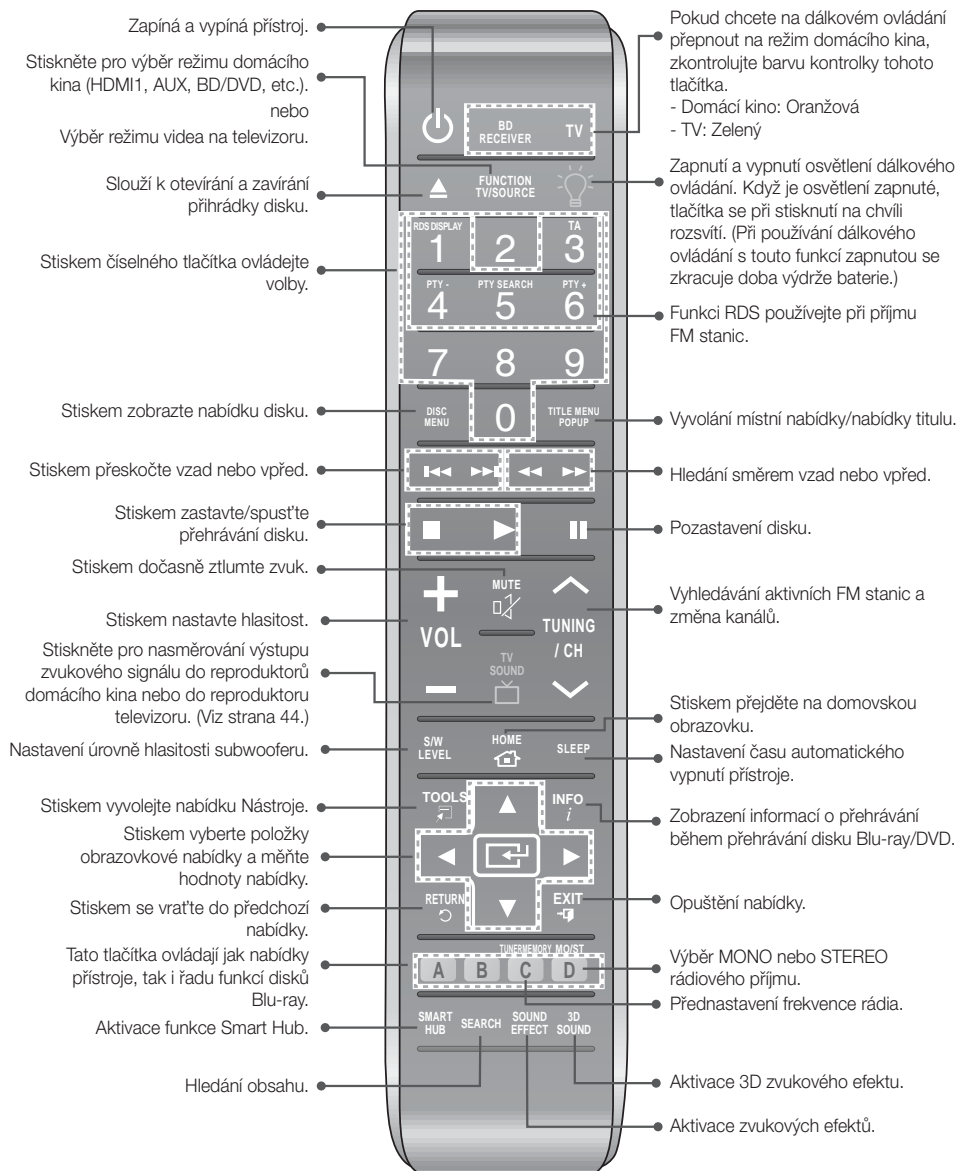 Zapíná a vypíná přístroj.
Stiskněte pro výběr režimu domácího
kina (HDMI1, AUX, BD/DVD, etc.).
nebo
Výběr režimu videa na televizoru.
Slouží k otevírání a zavírání
přihrádky disku.
Stiskem číselného tlačítka ovládejte
volby.
Stiskem zobrazte nabídku disku.
Stiskem přeskočte vzad nebo vpřed.
Stiskem zastavte/spusťte
přehrávání disku.
Stiskem dočasně ztlumte zvuk.
Stiskem nastavte hlasitost.
Stiskněte pro nasměrování výstupu
zvukového signálu do reproduktorů
domácího kina nebo do reproduktoru
televizoru. (Viz strana 44.)
Nastavení úrovně hlasitosti subwooferu.
Stiskem vyvolejte nabídku Nástroje.
Stiskem vyberte položky
obrazovkové nabídky a měňte
hodnoty nabídky.
Stiskem se vraťte do předchozí
nabídky.
Tato tlačítka ovládají jak nabídky
přístroje, tak i řadu funkcí disků
Blu-ray.
Aktivace funkce Smart Hub.
Hledání obsahu.
BD
RECEIVER
TV
FUNCTION
TV/SOURCE
RDS DISPLAY
TA
1 2 3
PTY -
PTY SEARCH
PTY +
4 5 6
7 8 9
DISC
MENU
0
TITLE MENU
POPUP
MUTE
VOL
TUNING
/ CH
TV
SOUND
S/W
LEVEL
HOME
SLEEP
TOOLS
INFO
i
RETURN
EXIT
TUNERMEMORY MO/ST
A B C D
SMART
HUB
SEARCH
SOUND
EFFECT
3D
SOUND
Pokud chcete na dálkovém ovládání
přepnout na režim domácího kina,
zkontrolujte barvu kontrolky tohoto
tlačítka.
- Domácí kino: Oranžová
- TV: Zelený
Zapnutí a vypnutí osvětlení dálkového
ovládání. Když je osvětlení zapnuté,
tlačítka se při stisknutí na chvíli
rozsvítí. (Při používání dálkového
ovládání s touto funkcí zapnutou se
zkracuje doba výdrže baterie.)
Funkci RDS používejte při příjmu
FM stanic.
Vyvolání místní nabídky/nabídky titulu.
Hledání směrem vzad nebo vpřed.
Pozastavení disku.
Vyhledávání aktivních FM stanic a
změna kanálů.
Stiskem přejděte na domovskou
obrazovku.
Nastavení času automatického
vypnutí přístroje.
Zobrazení informací o přehrávání
během přehrávání disku Blu-ray/DVD.
Opuštění nabídky.
Výběr MONO nebo STEREO
rádiového příjmu.
Přednastavení frekvence rádia.
Aktivace 3D zvukového efektu.
Aktivace zvukových efektů.